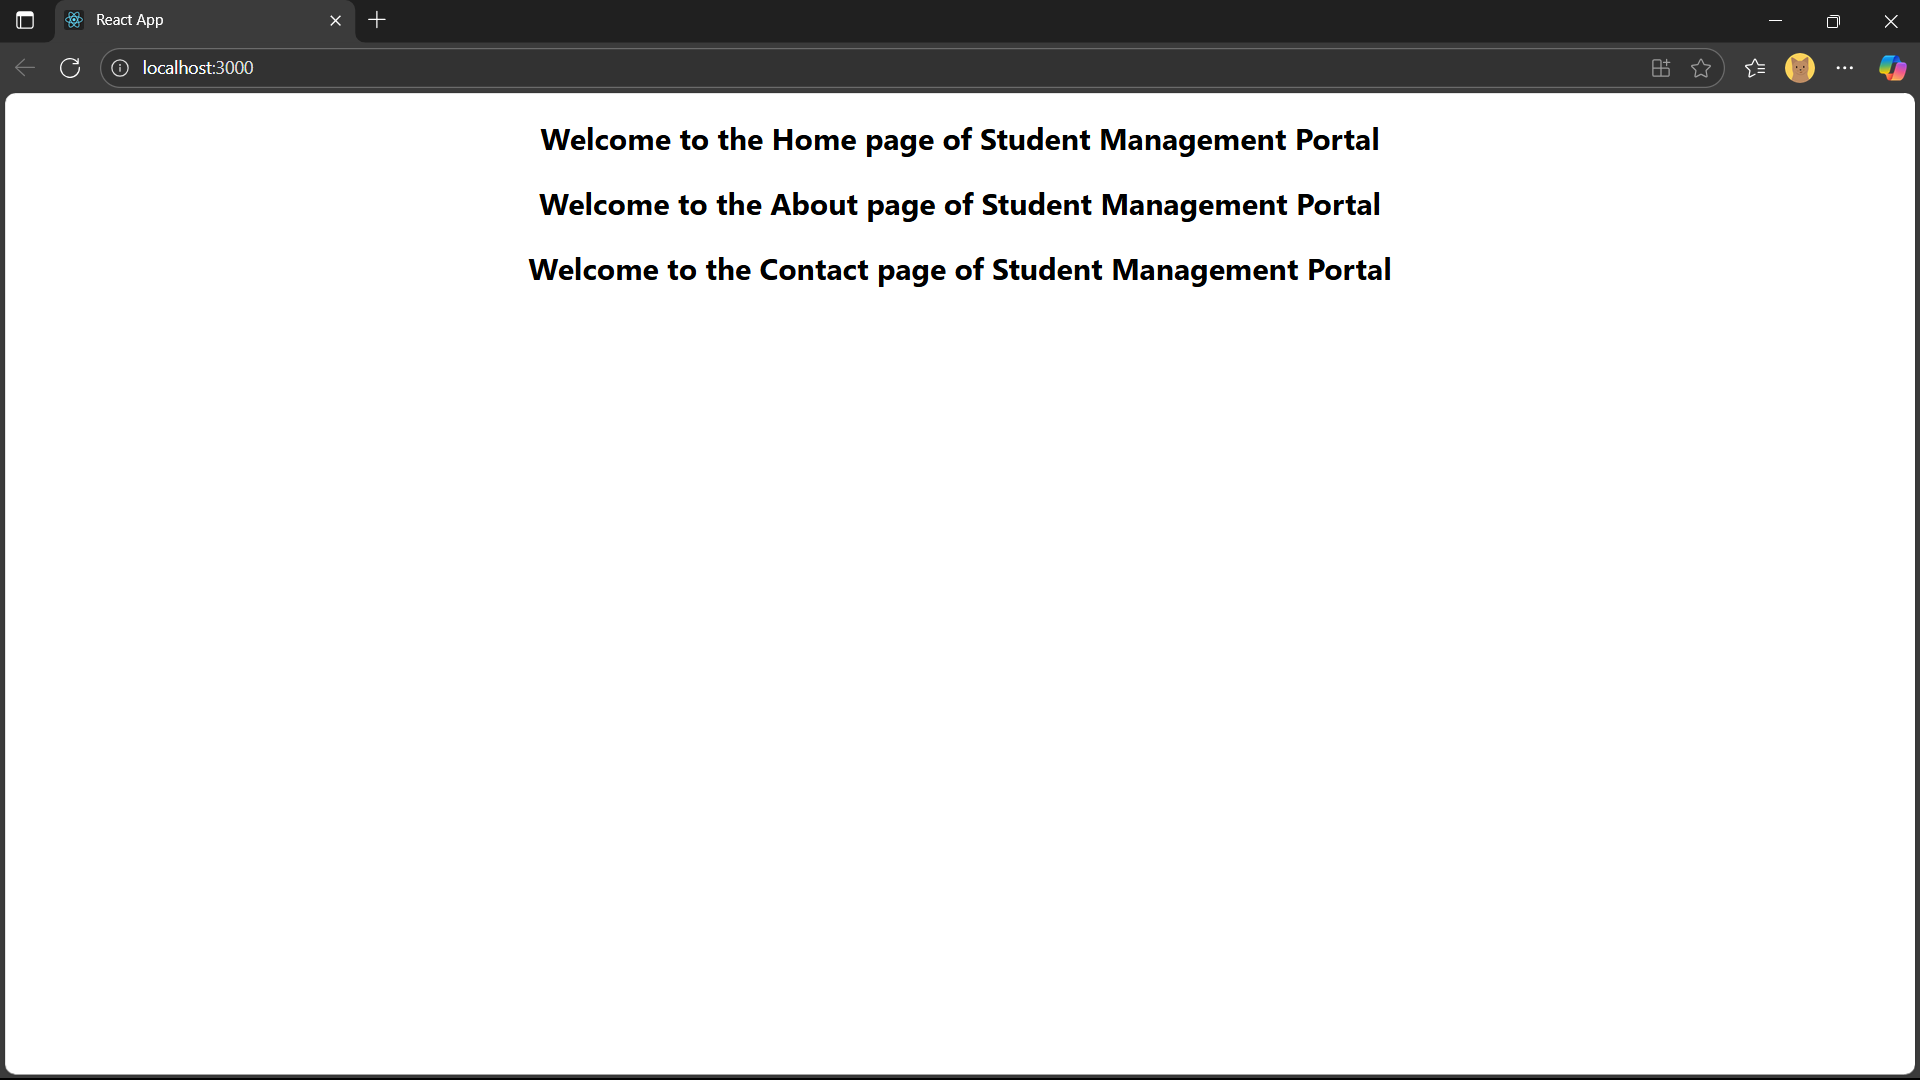 React App
localhost:3000
Welcome to the Home page of Student Management Portal
Welcome to the About page of Student Management Portal
Welcome to the Contact page of Student Management Portal